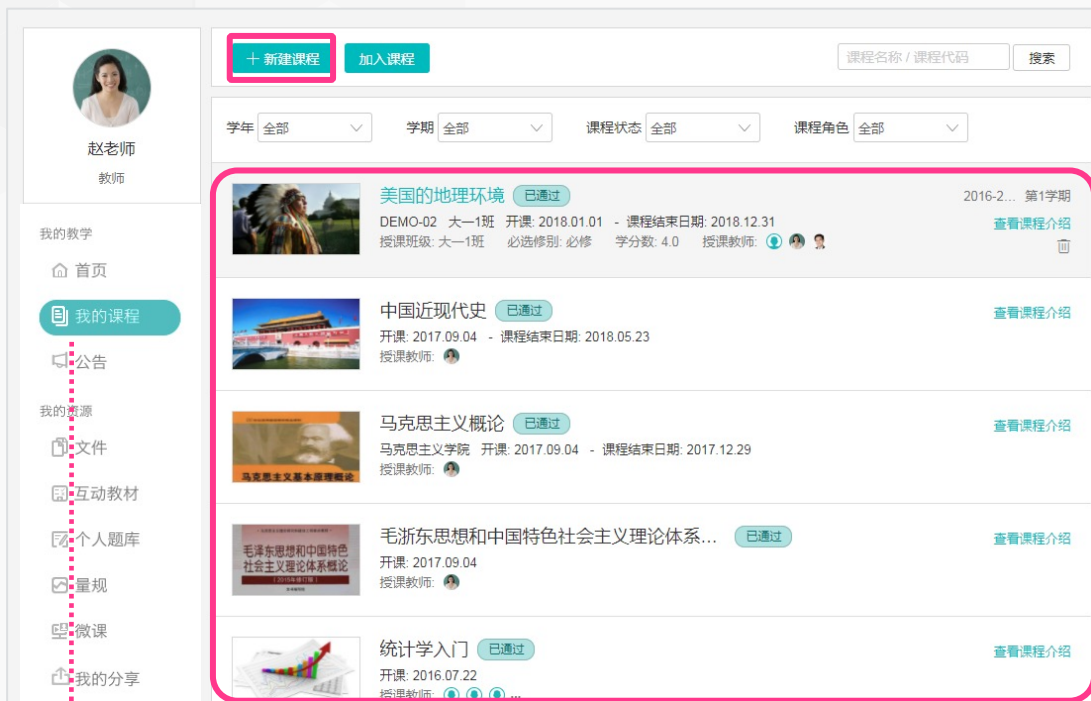 赵老师
教师
我的教学
首页
我的课程
公告
我的资源
文件
互动教材
个人题库
量规
微课
我的分享
+ 新建课程
加入课程
课程名称 / 课程代码
搜索
学年 全部 学期 全部 课程状态 全部 课程角色 全部
美国的地理环境 已通过 2016-2... 第1学期
DEMO-02 大一1班 开课: 2018.01.01 - 课程结束日期: 2018.12.31 查看课程介绍
授课班级: 大一1班 必选修别: 必修 学分数: 4.0 授课教师:
中国近现代史 已通过 查看课程介绍
开课: 2017.09.04 - 课程结束日期: 2018.05.23
授课教师:
马克思主义概论 已通过 查看课程介绍
马克思主义学院 开课: 2017.09.04 - 课程结束日期: 2017.12.29
授课教师:
马克思主义基本原理概论
毛浙东思想和中国特色社会主义理论体系... 已通过 查看课程介绍
开课: 2017.09.04
授课教师:
毛泽东思想和中国特色
社会主义理论体系概论
统计学入门 已通过 查看课程介绍
开课: 2016.07.22
授课教师: ...